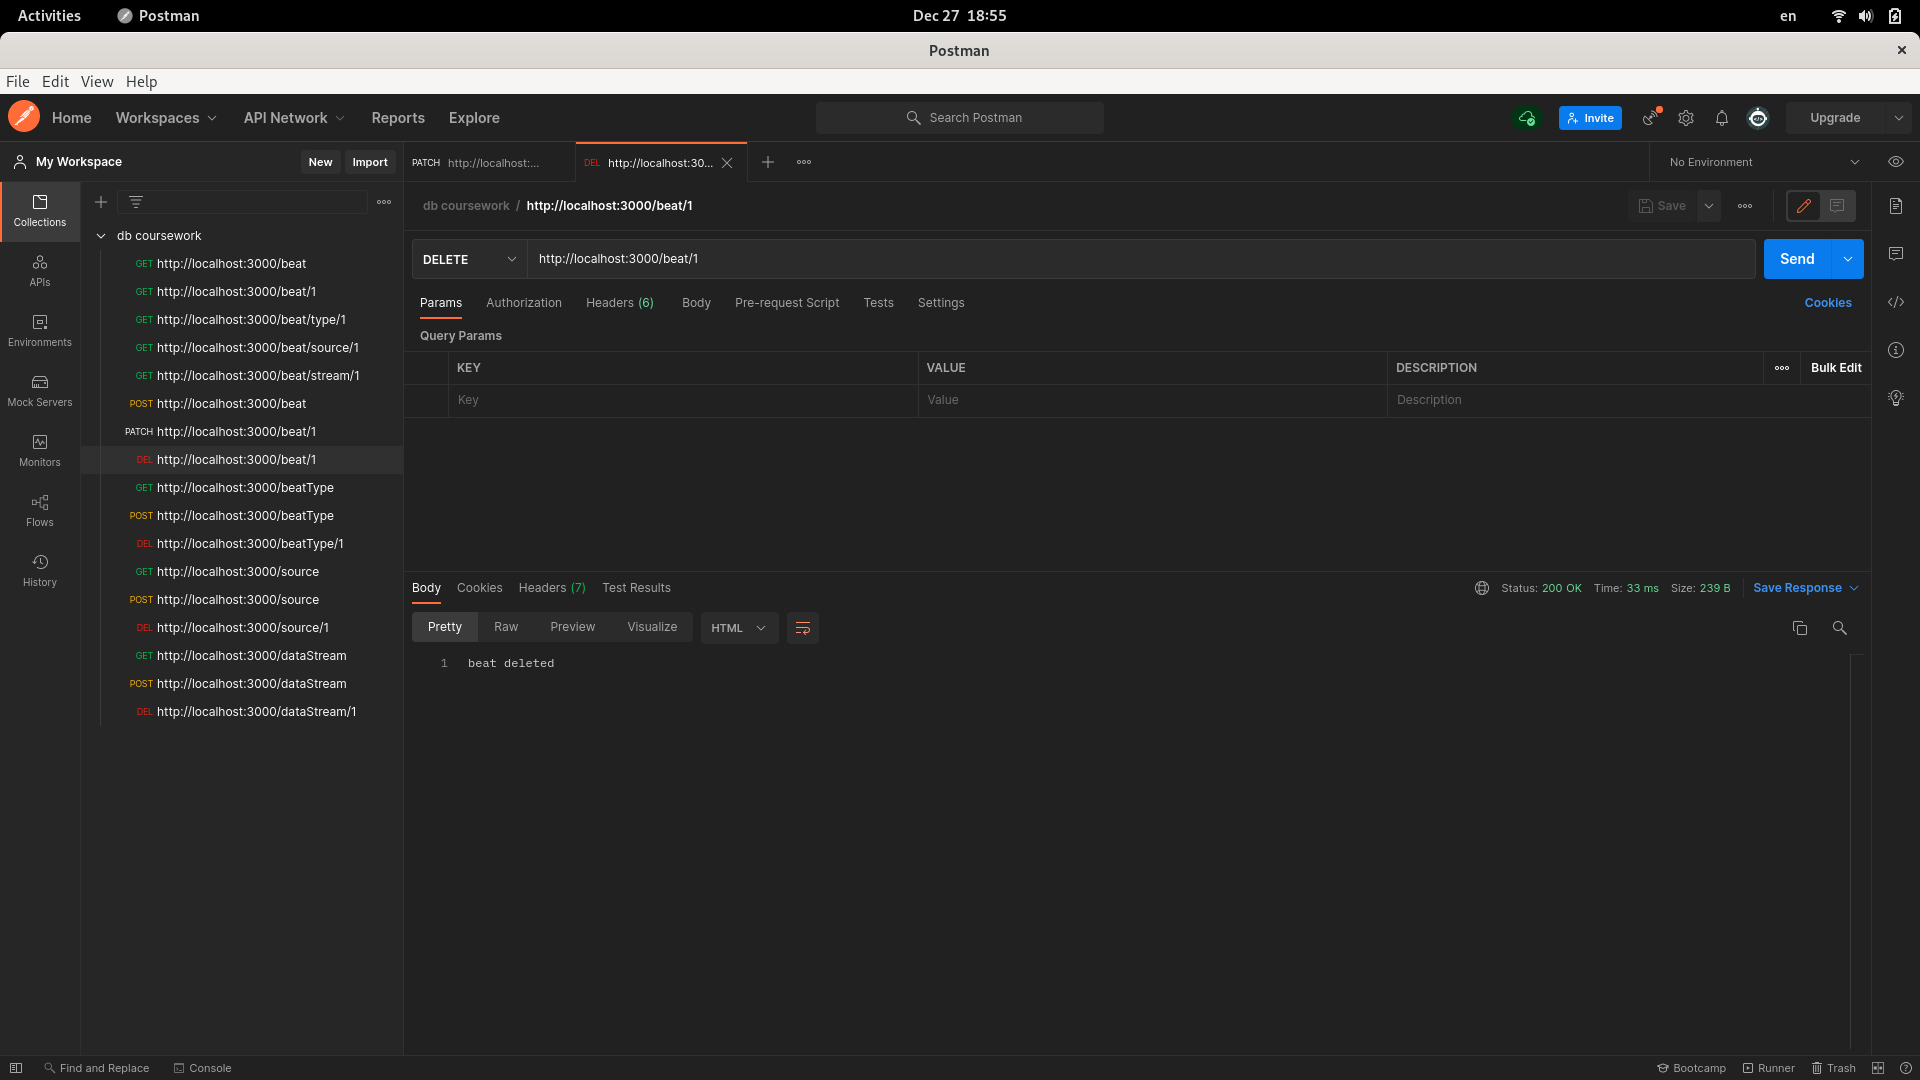 Activities Postman Dec 27 18:55 en
Postman
File Edit View Help
Home Workspaces API Network Reports Explore Search Postman Invite Upgrade
My Workspace New Import PATCH http://localhost:... DEL http://localhost:30... No Environment
Collections
APIs
Environments
Mock Servers
Monitors
Flows
History
db coursework
GET http://localhost:3000/beat
GET http://localhost:3000/beat/1
GET http://localhost:3000/beat/type/1
GET http://localhost:3000/beat/source/1
GET http://localhost:3000/beat/stream/1
POST http://localhost:3000/beat
PATCH http://localhost:3000/beat/1
DEL http://localhost:3000/beat/1
GET http://localhost:3000/beatType
POST http://localhost:3000/beatType
DEL http://localhost:3000/beatType/1
GET http://localhost:3000/source
POST http://localhost:3000/source
DEL http://localhost:3000/source/1
GET http://localhost:3000/dataStream
POST http://localhost:3000/dataStream
DEL http://localhost:3000/dataStream/1
db coursework / http://localhost:3000/beat/1 Save
DELETE http://localhost:3000/beat/1 Send
Params Authorization Headers (6) Body Pre-request Script Tests Settings Cookies
Query Params
KEY VALUE DESCRIPTION Bulk Edit
Key Value Description
Body Cookies Headers (7) Test Results Status: 200 OK Time: 33 ms Size: 239 B Save Response
Pretty Raw Preview Visualize HTML
1 beat deleted
Find and Replace Console Bootcamp Runner Trash